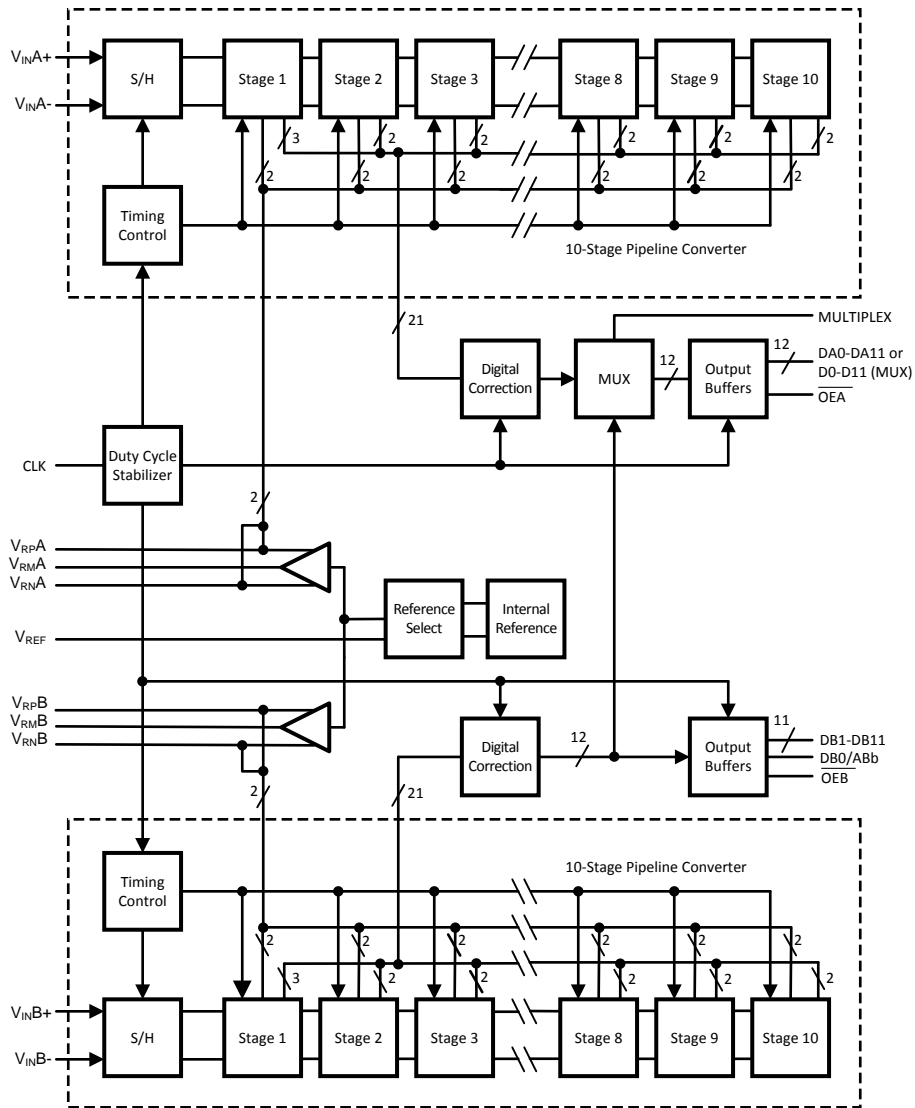 VINA+
VINA-
S/H
Stage 1
Stage 2
Stage 3
Stage 8
Stage 9
Stage 10
3
2
2
2
2
2
2
2
2
2
2
2
Timing
Control
10-Stage Pipeline Converter
21
MULTIPLEX
Digital
Correction
MUX
12
Output
Buffers
12
DA0-DA11 or
D0-D11 (MUX)
OEA
CLK
Duty Cycle
Stabilizer
2
VRPA
VRMA
VRNA
Reference
Select
Internal
Reference
VREF
VRPB
VRMB
VRNB
Digital
Correction
12
Output
Buffers
11
DB1-DB11
DB0/ABb
OEB
2
21
Timing
Control
10-Stage Pipeline Converter
2
2
2
2
2
2
3
2
2
2
2
2
VINB+
VINB-
S/H
Stage 1
Stage 2
Stage 3
Stage 8
Stage 9
Stage 10